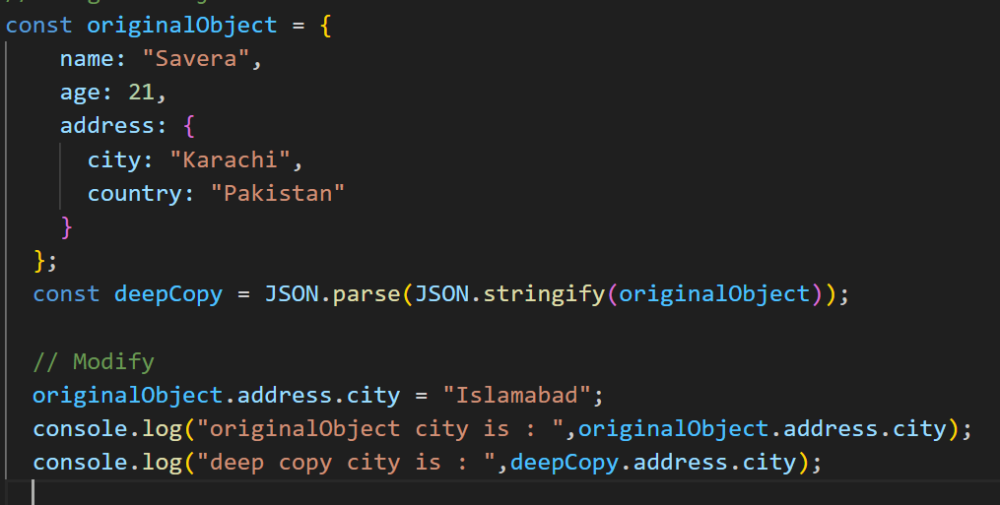 const originalObject = {
name: "Savera",
age: 21,
address: {
city: "Karachi",
country: "Pakistan"
}
};
const deepCopy = JSON.parse(JSON.stringify(originalObject));
// Modify
originalObject.address.city = "Islamabad";
console.log("originalObject city is : ",originalObject.address.city);
console.log("deep copy city is : ",deepCopy.address.city);